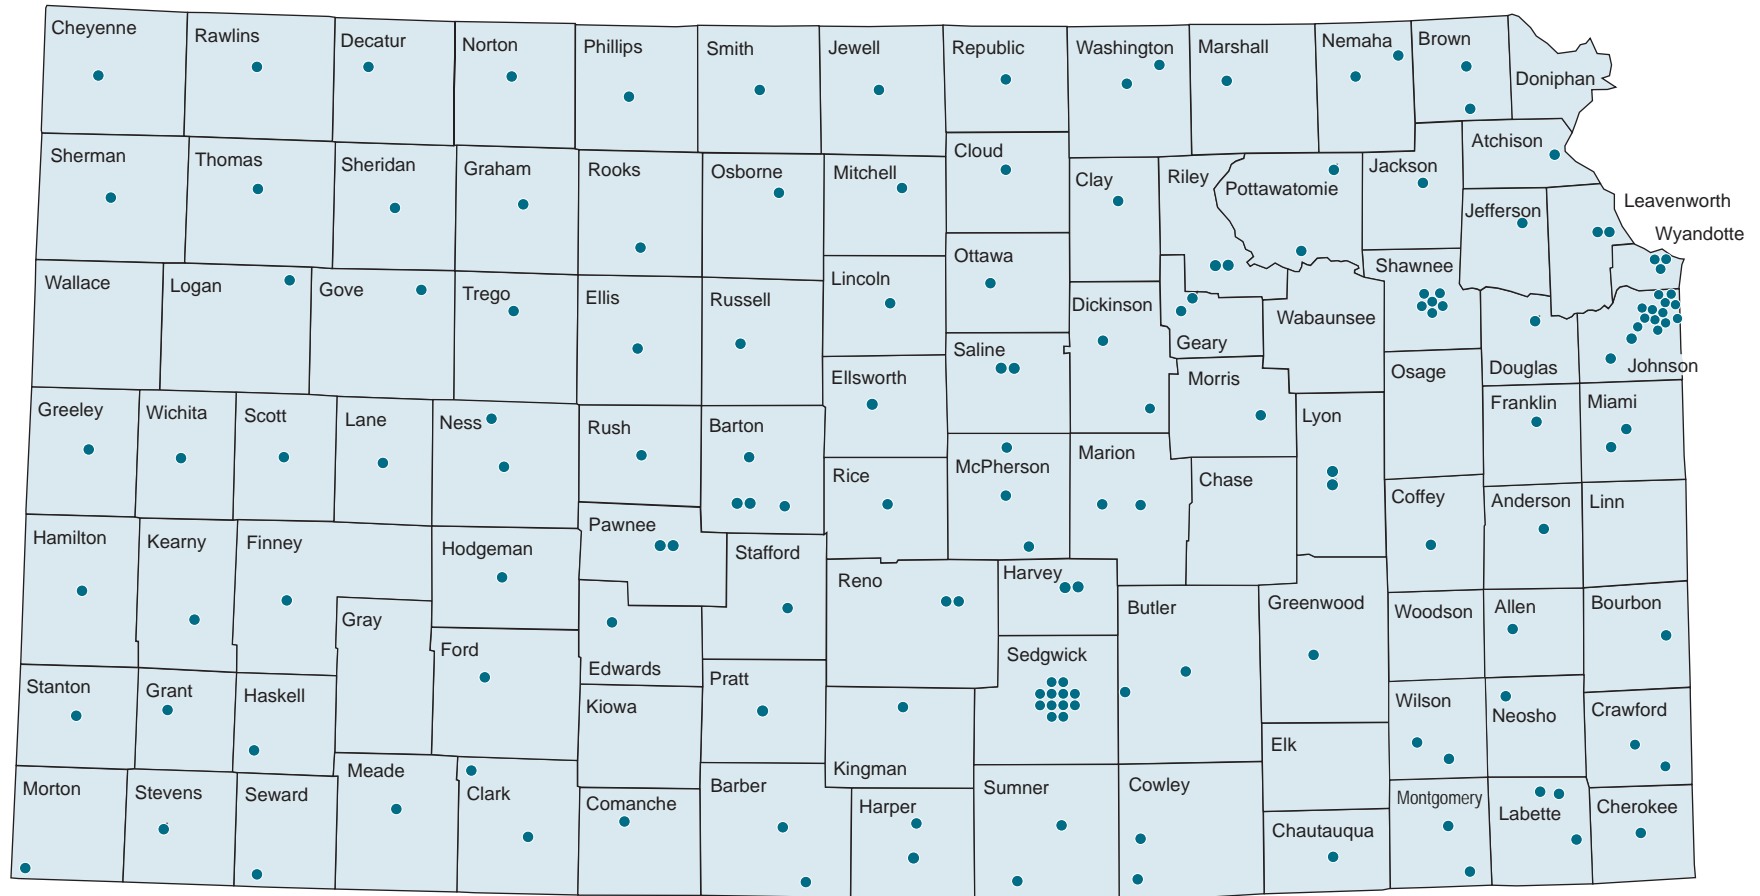 Cheyenne
Rawlins
Decatur
Norton
Phillips
Smith
Jewell
Republic
Washington
Marshall
Nemaha
Brown
Doniphan
Sherman
Thomas
Sheridan
Graham
Rooks
Osborne
Mitchell
Cloud
Clay
Riley
Pottawatomie
Jackson
Atchison
Jefferson
Leavenworth
Wyandotte
Wallace
Logan
Gove
Trego
Ellis
Russell
Lincoln
Ottawa
Dickinson
Geary
Wabaunsee
Shawnee
Douglas
Johnson
Saline
Ellsworth
Morris
Osage
Greeley
Wichita
Scott
Lane
Ness
Rush
Barton
Rice
McPherson
Marion
Chase
Lyon
Franklin
Miami
Coffey
Anderson
Linn
Hamilton
Kearny
Finney
Hodgeman
Pawnee
Stafford
Reno
Harvey
Butler
Greenwood
Woodson
Allen
Bourbon
Gray
Ford
Edwards
Sedgwick
Stanton
Grant
Haskell
Kiowa
Pratt
Kingman
Elk
Wilson
Neosho
Crawford
Morton
Stevens
Seward
Meade
Clark
Comanche
Barber
Harper
Sumner
Cowley
Chautauqua
Montgomery
Labette
Cherokee